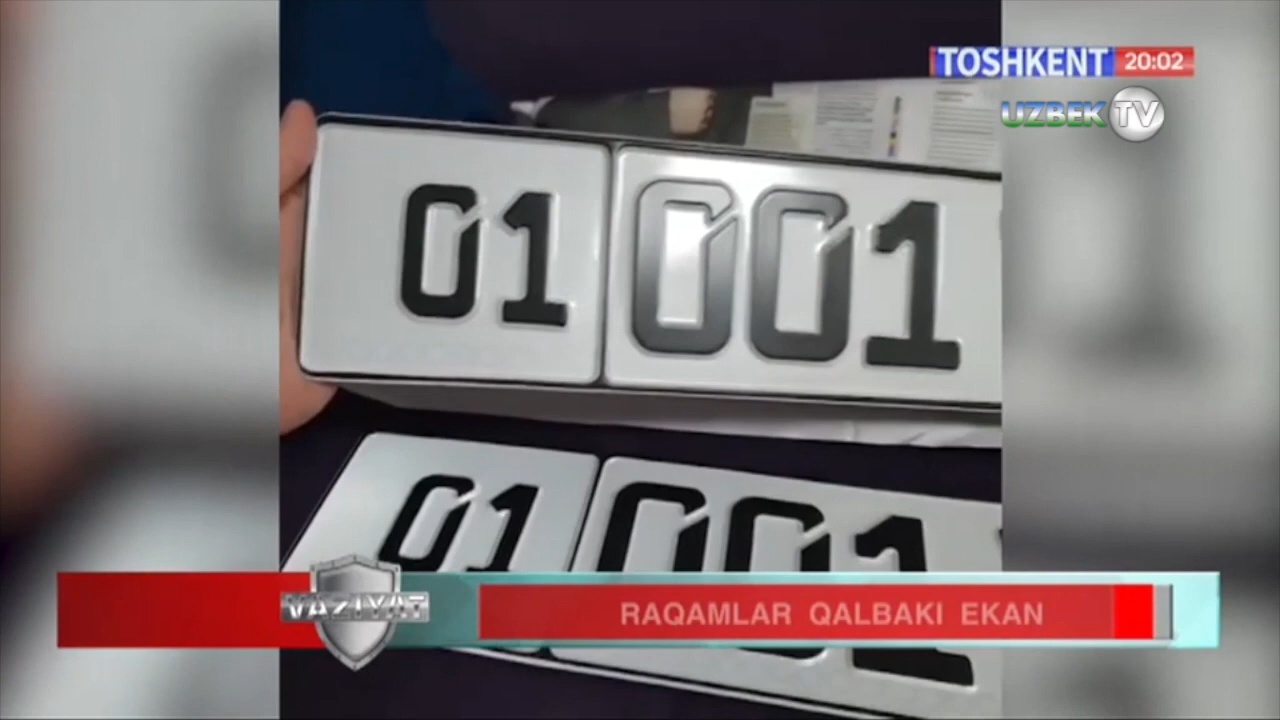 TOSHKENT 20:02
UZBEK TV
01 001
01 001
VAZIYAT
RAQAMLAR QALBAKI EKAN